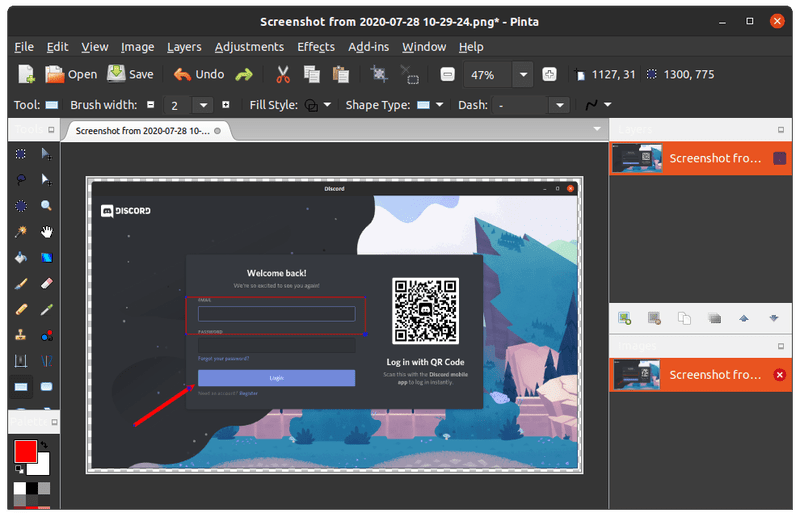 Screenshot from 2020-07-28 10-29-24.png* - Pinta
File Edit View Image Layers Adjustments Effects Add-ins Window Help
Open Save Undo 47% 1127, 31 1300, 775
Tool: Brush width: 2 Fill Style: Shape Type: Dash: -
Tools
Screenshot from 2020-07-28 10-...
Layers
Screenshot fro...
Discord
DISCORD
Welcome back!
We're so excited to see you again!
EMAIL
PASSWORD
Forgot your password?
Login
Need an account? Register
Log in with QR Code
Scan this with the Discord mobile
app to log in instantly.
Images
Screenshot fro...
Palette